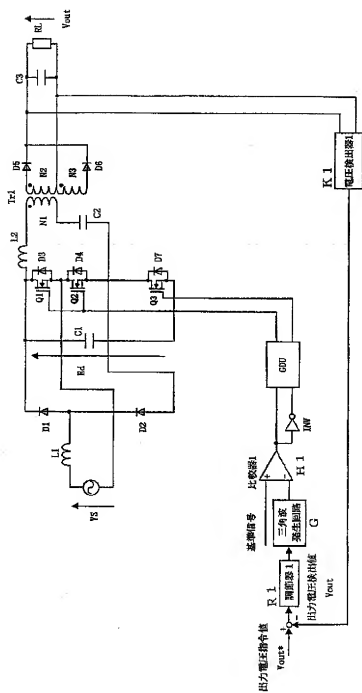 Vout
RL
C3
D5
D6
N2
N3
Tr1
N1
C2
L2
D3
D4
D7
Q1
Q2
Q3
C1
Ed
D1
D2
L1
VS
K1
電圧検出器1
GDU
INV
比較器1
H1
基準信号
三角波
発生回路
G
R1
調節器1
出力電圧検出値
Vout
出力電圧指令値
Vout*